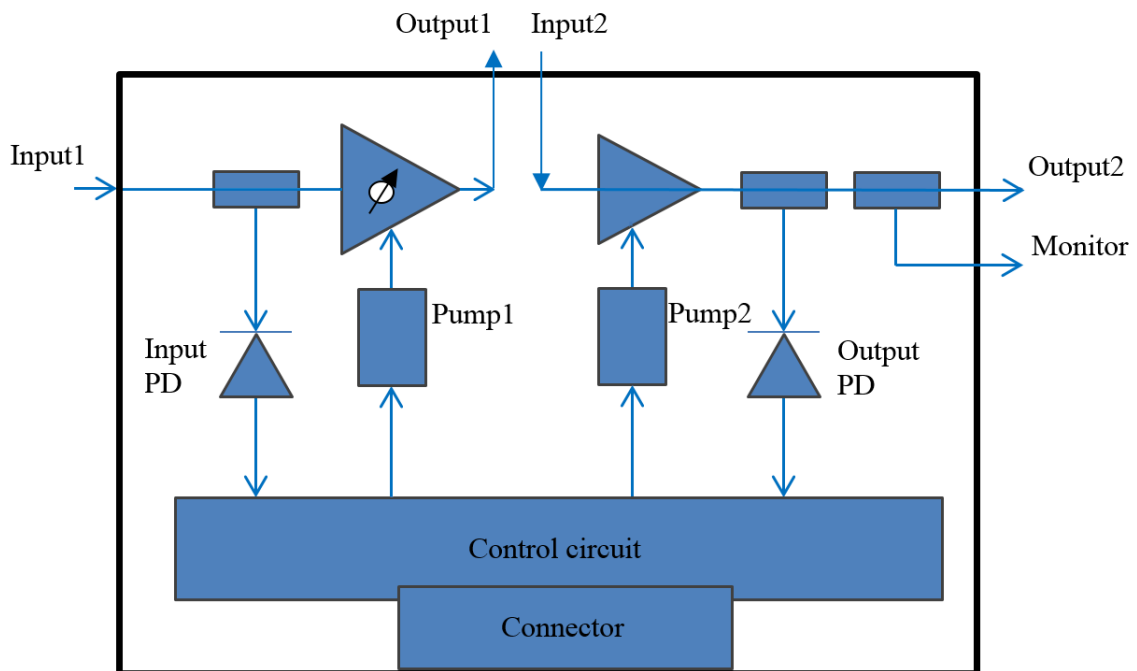 Output1
Input2
Input1
Output2
Monitor
Pump1
Pump2
Input
PD
Output
PD
Control circuit
Connector